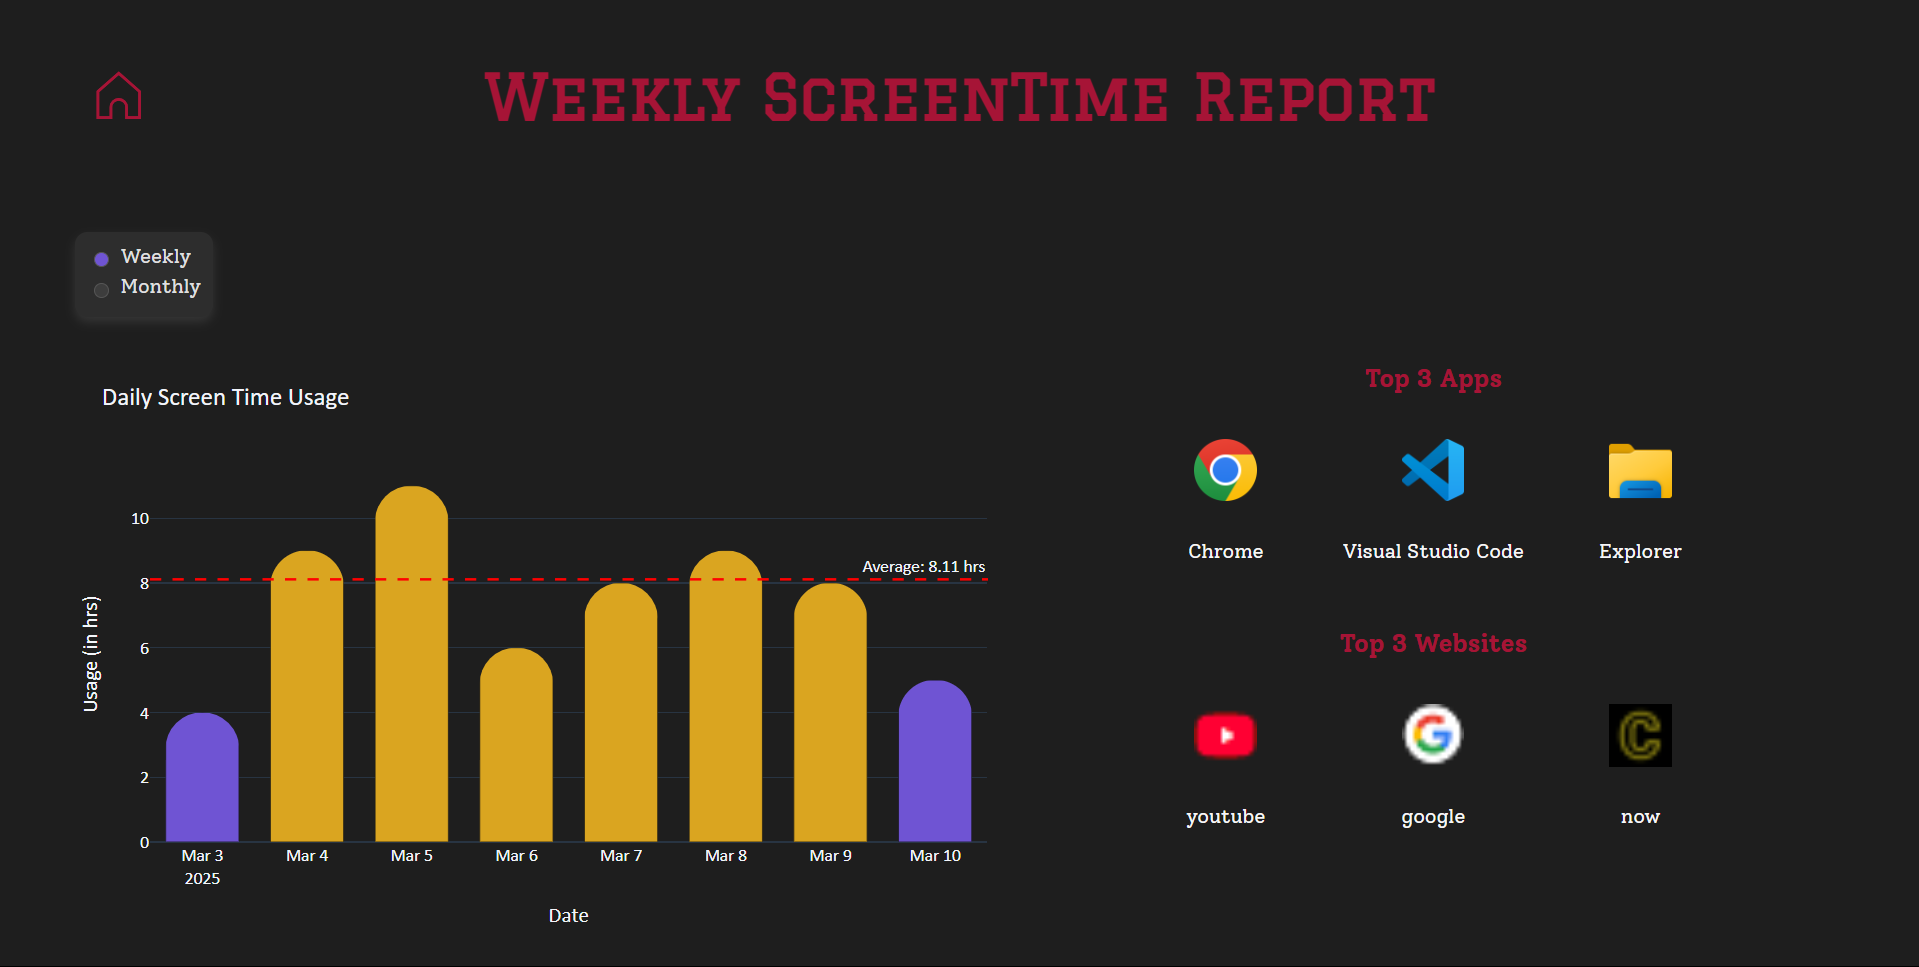 Weekly ScreenTime Report
Weekly
Monthly
Daily Screen Time Usage
10
8
6
4
2
0
Usage (in hrs)
Average: 8.11 hrs
Mar 3 Mar 4 Mar 5 Mar 6 Mar 7 Mar 8 Mar 9 Mar 10
2025
Date
Top 3 Apps
Chrome Visual Studio Code Explorer
Top 3 Websites
G C
youtube google now